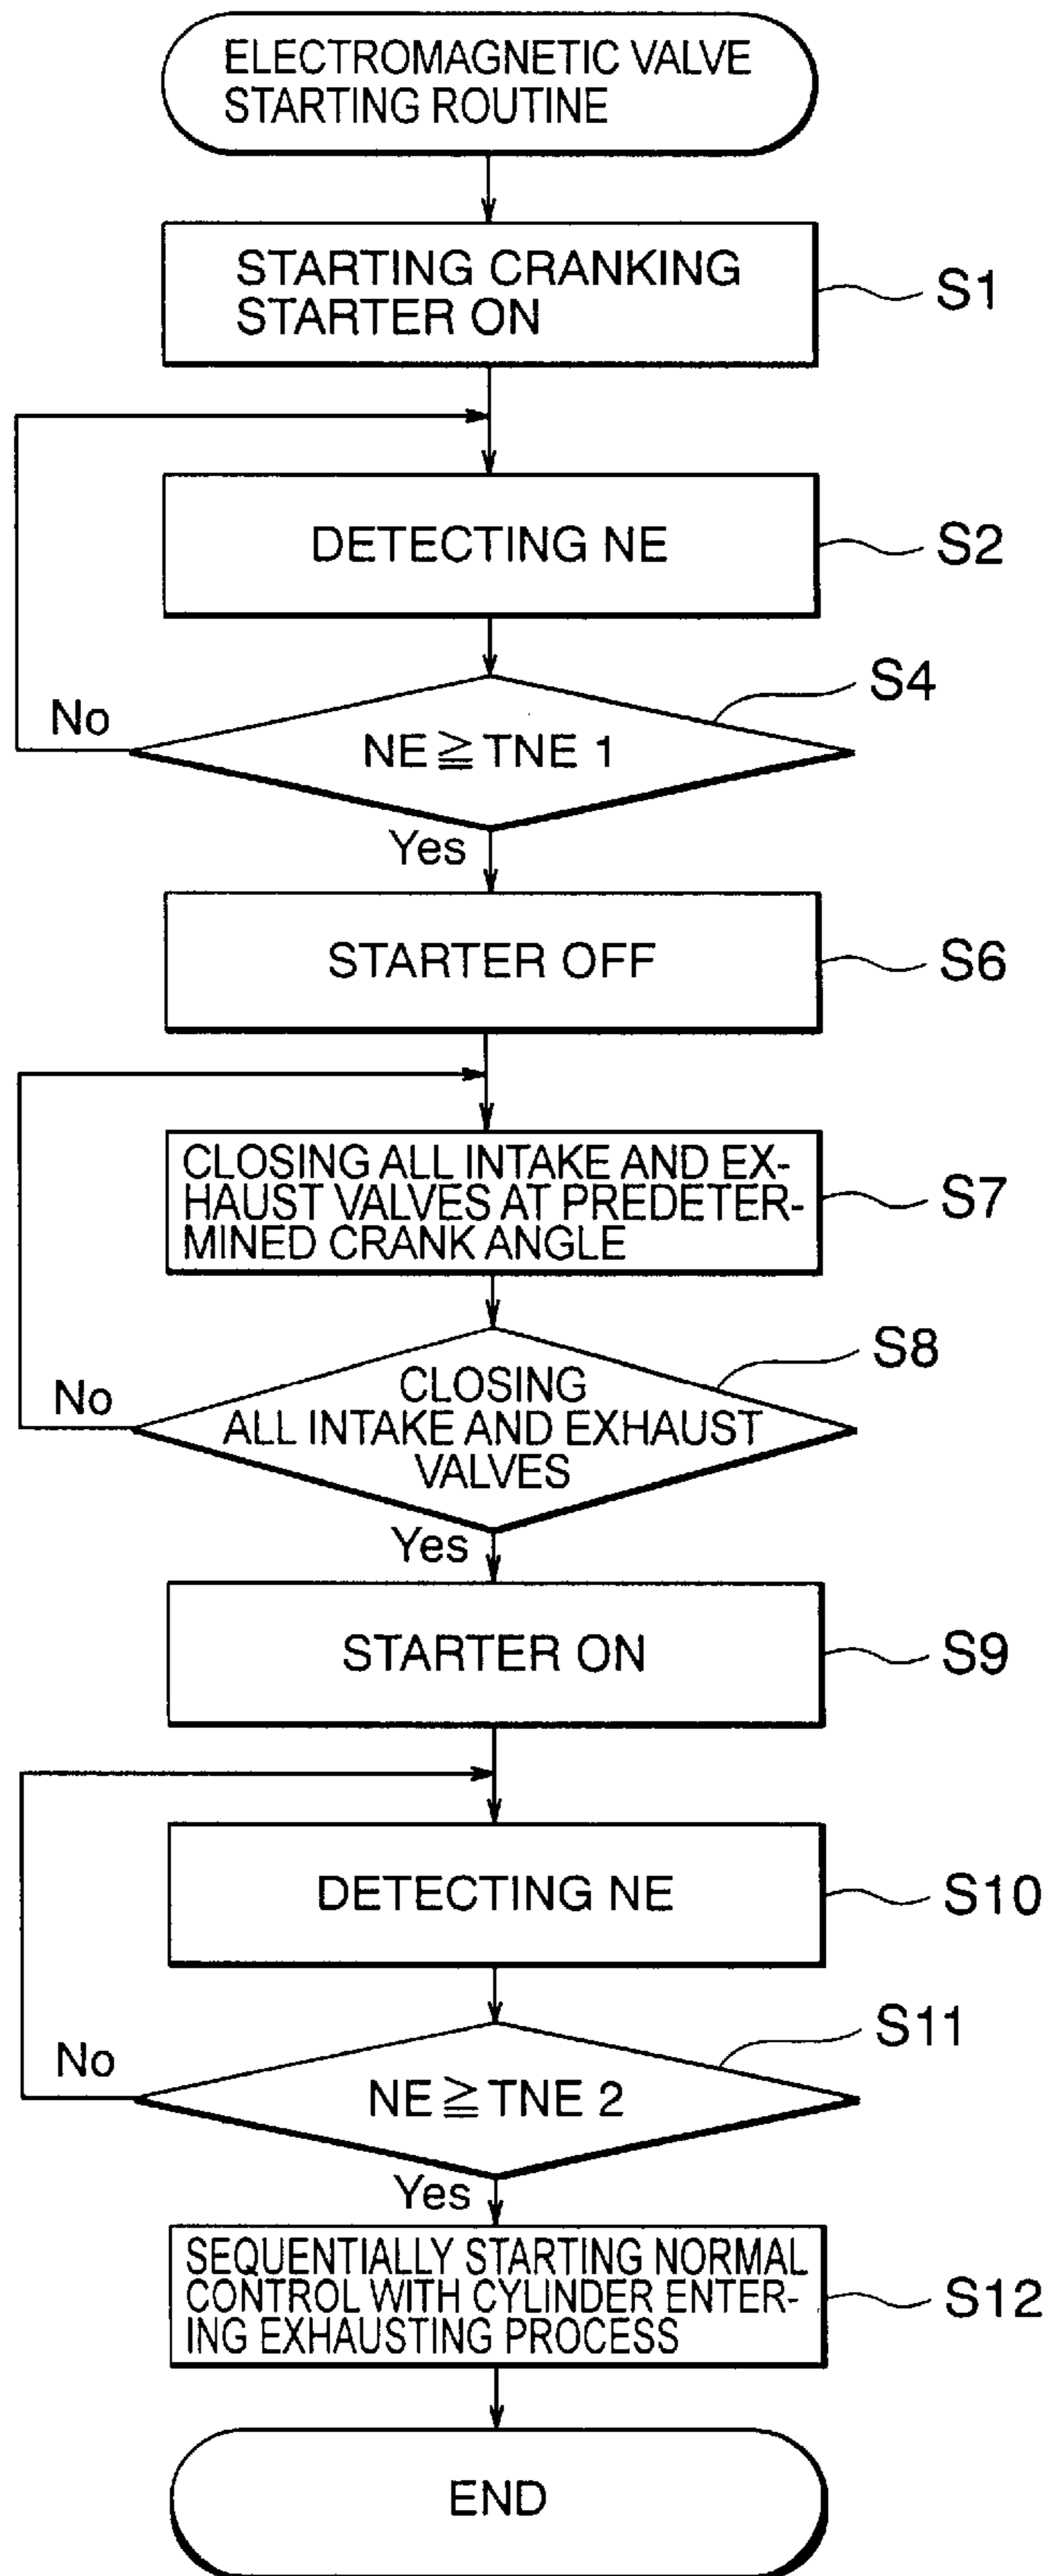 ELECTROMAGNETIC VALVE
STARTING ROUTINE
STARTING CRANKING
STARTER ON
S1
DETECTING NE
S2
S4
No
NE ≧ TNE 1
Yes
STARTER OFF
S6
CLOSING ALL INTAKE AND EX-
HAUST VALVES AT PREDETER-
MINED CRANK ANGLE
S7
S8
No
CLOSING
ALL INTAKE AND EXHAUST
VALVES
Yes
STARTER ON
S9
DETECTING NE
S10
S11
No
NE ≧ TNE 2
Yes
SEQUENTIALLY STARTING NORMAL
CONTROL WITH CYLINDER ENTER-
ING EXHAUSTING PROCESS
S12
END